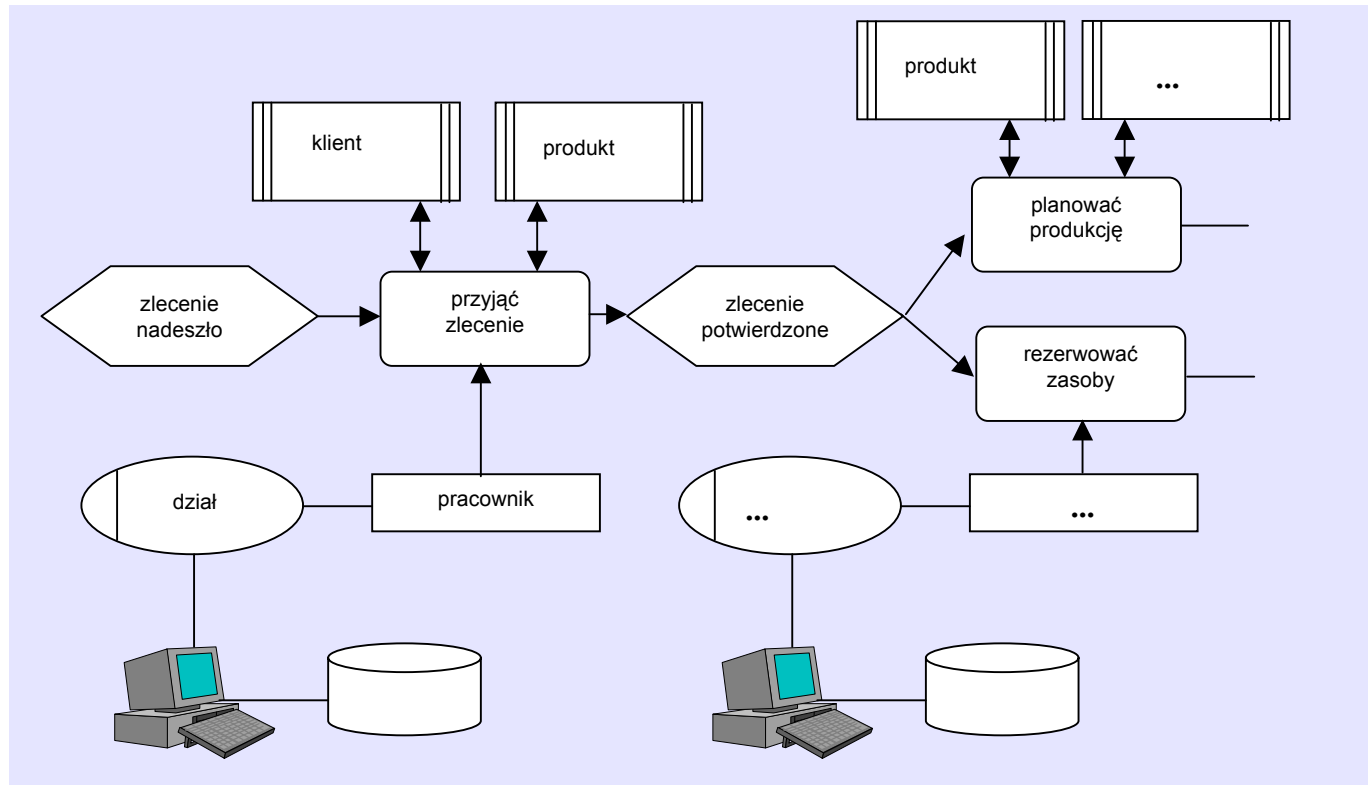 produkt
...
klient
produkt
planować
produkcję
zlecenie
nadeszło
przyjąć
zlecenie
zlecenie
potwierdzone
rezerwować
zasoby
dział
pracownik
...
...